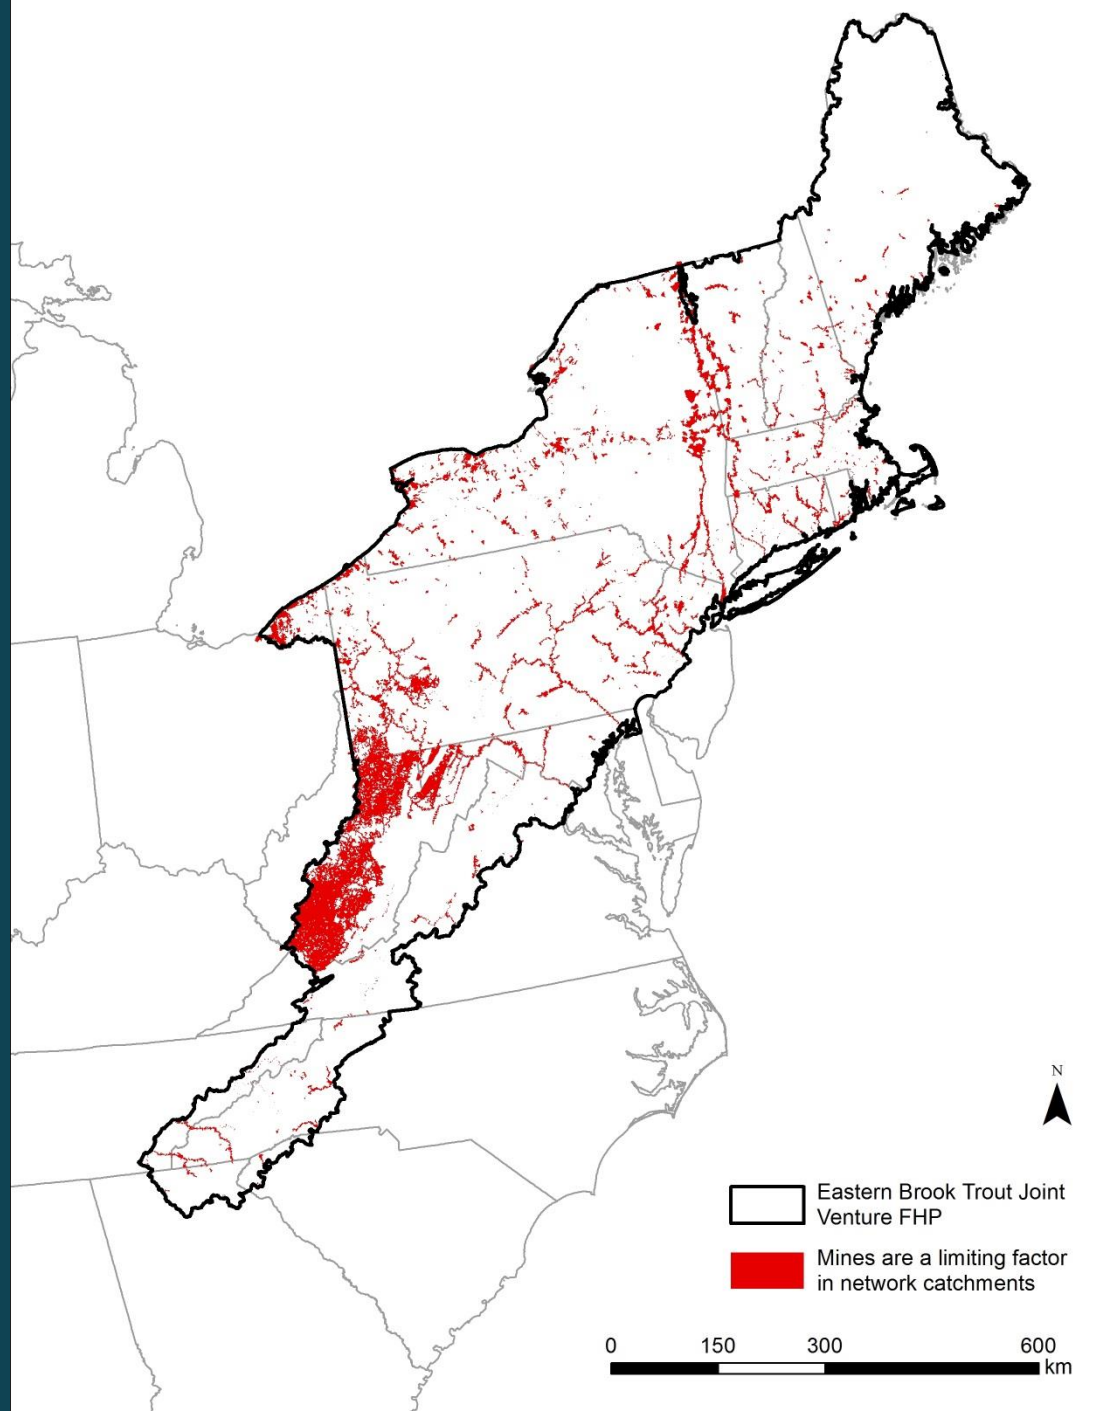 N
Eastern Brook Trout Joint
Venture FHP
Mines are a limiting factor
in network catchments
0 150 300 600
km